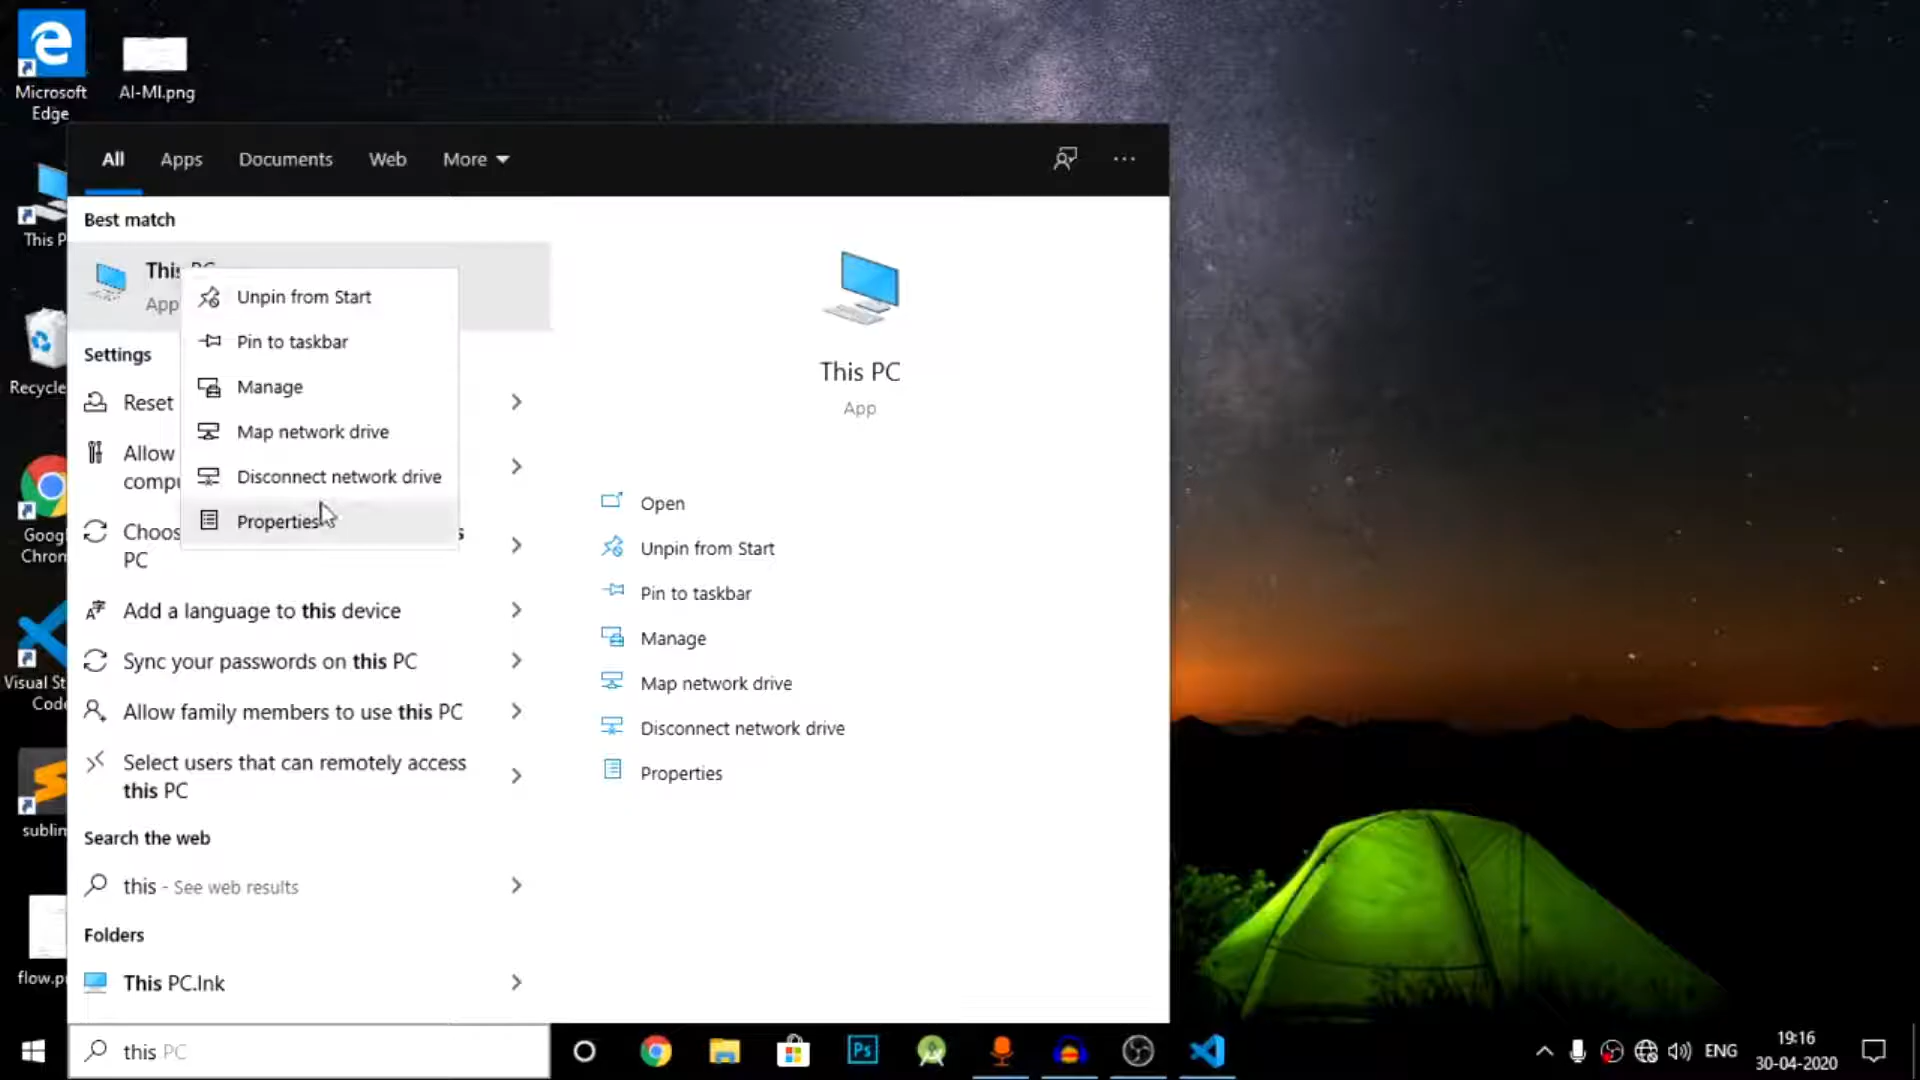 Microsoft
Edge
AI-MI.png
All
Apps
Documents
Web
More
Best match
This PC
App
This P
Unpin from Start
Pin to taskbar
Manage
Map network drive
Disconnect network drive
Properties
Settings
Reset
Allow
compu
Choos
s
PC
Add a language to this device
Sync your passwords on this PC
Allow family members to use this PC
Select users that can remotely access
this PC
Search the web
this - See web results
Folders
This PC.lnk
This PC
App
Open
Unpin from Start
Pin to taskbar
Manage
Map network drive
Disconnect network drive
Properties
Recycle
Goog
Chrom
Visual St
Code
sublim
flow.p
this PC
Ps
ENG
19:16
30-04-2020